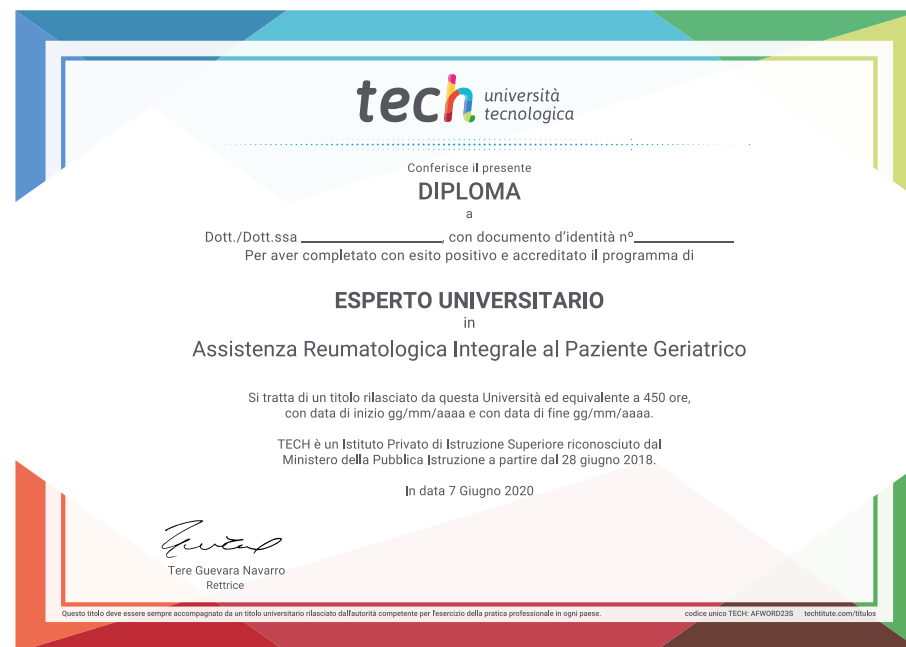 tech università
tecnologica
Conferisce il presente
DIPLOMA
a
Dott./Dott.ssa ______________, con documento d'identità nº__________
Per aver completato con esito positivo e accreditato il programma di
ESPERTO UNIVERSITARIO
in
Assistenza Reumatologica Integrale al Paziente Geriatrico
Si tratta di un titolo rilasciato da questa Università ed equivalente a 450 ore,
con data di inizio gg/mm/aaaa e con data di fine gg/mm/aaaa.
TECH è un Istituto Privato di Istruzione Superiore riconosciuto dal
Ministero della Pubblica Istruzione a partire dal 28 giugno 2018.
In data 7 Giugno 2020
Tere Guevara Navarro
Rettrice
Questo titolo deve essere sempre accompagnato da un titolo universitario rilasciato dall'autorità competente per l'esercizio della pratica professionale in ogni paese. codice unico TECH: AFWORD23S techtitute.com/títulos